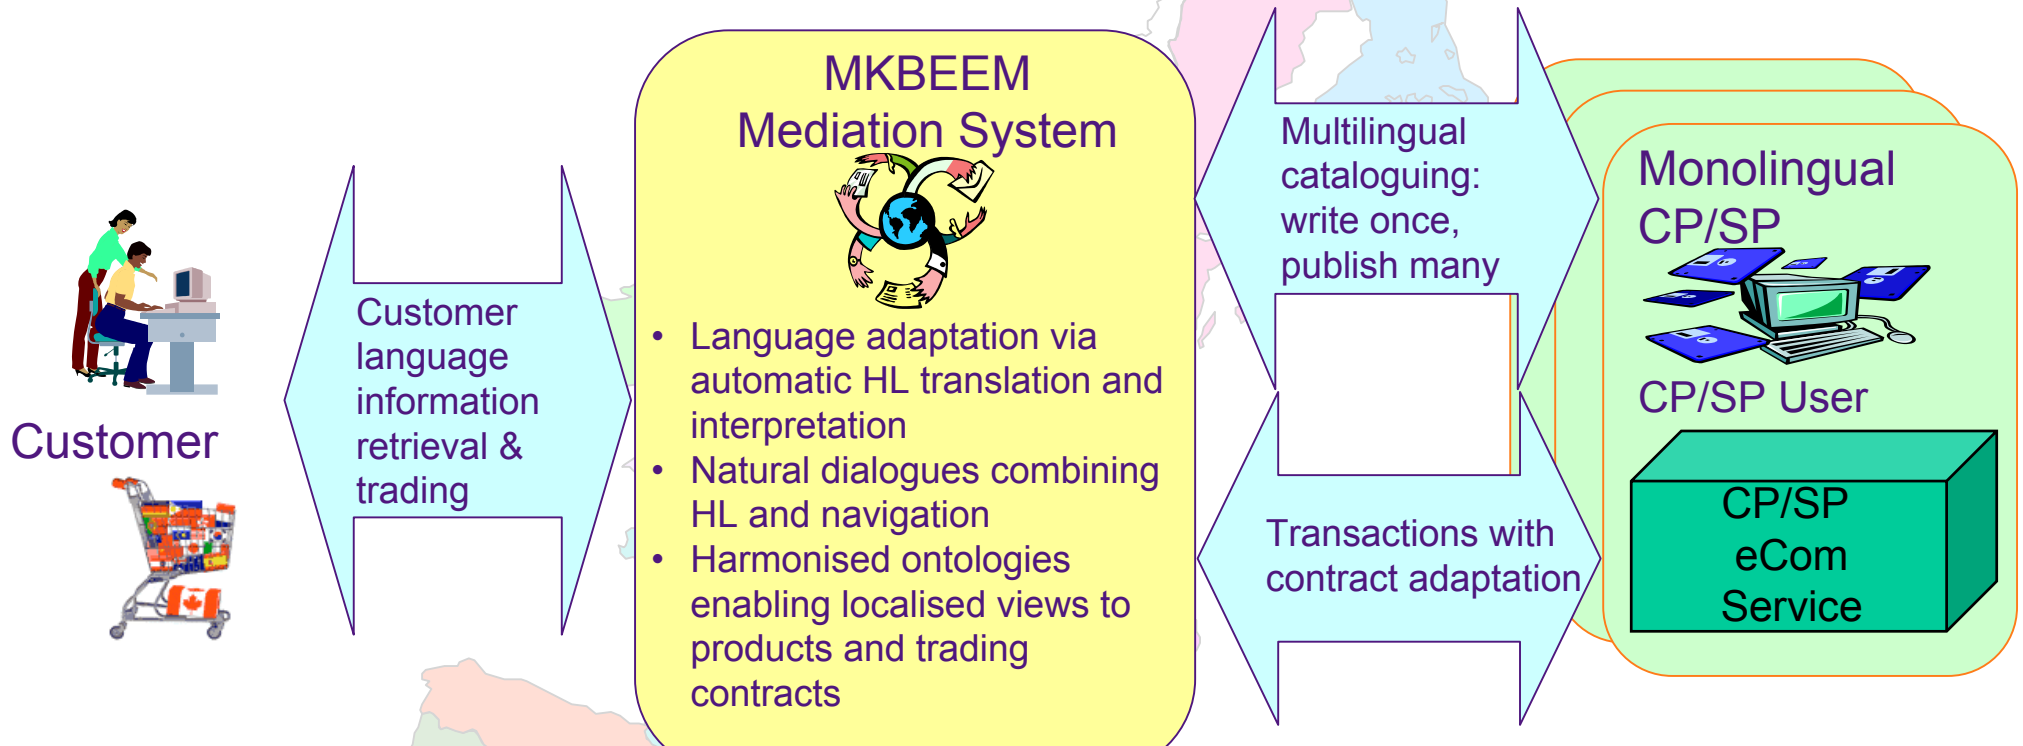 Customer
Customer
language
information
retrieval &
trading
MKBEEM
Mediation System
• Language adaptation via
automatic HL translation and
interpretation
• Natural dialogues combining
HL and navigation
• Harmonised ontologies
enabling localised views to
products and trading
contracts
Multilingual
cataloguing:
write once,
publish many
Transactions with
contract adaptation
Monolingual
CP/SP
CP/SP User
CP/SP
eCom
Service